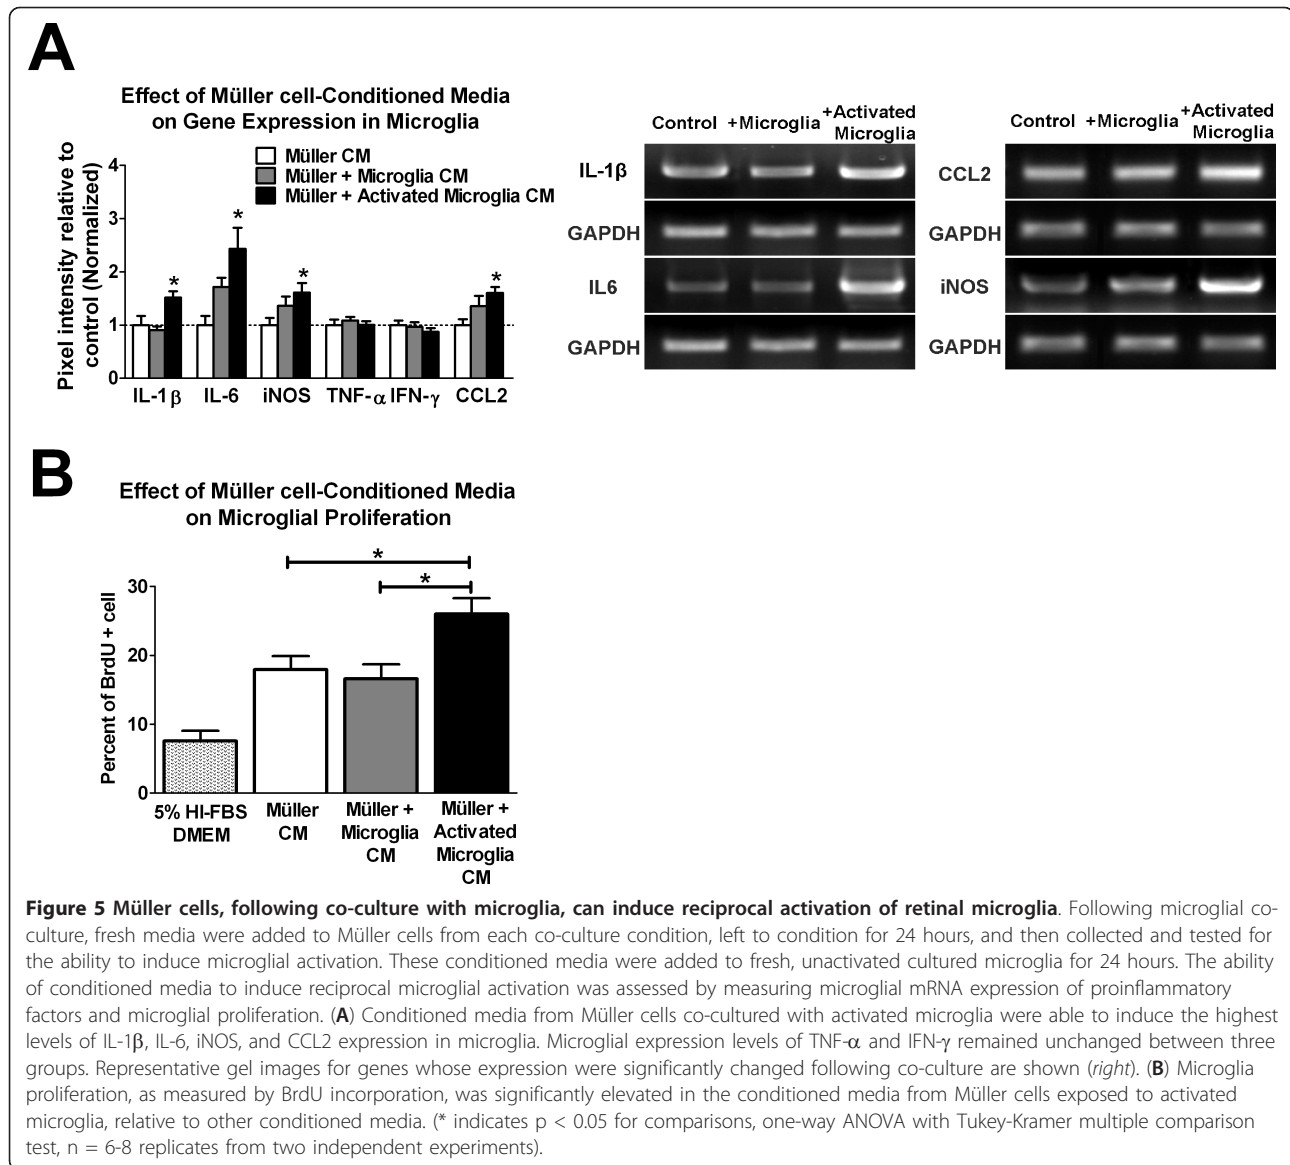 A
Effect of Müller cell-Conditioned Media
on Gene Expression in Microglia
Pixel intensity relative to
control (Normalized)
4
3
2
1
0
Müller CM
Müller + Microglia CM
Müller + Activated Microglia CM
*
*
*
*
IL-1β
IL-6
iNOS
TNF-α
IFN-γ
CCL2
Control
+Microglia
+Activated
Microglia
IL-1β
GAPDH
IL6
GAPDH
Control
+Microglia
+Activated
Microglia
CCL2
GAPDH
iNOS
GAPDH
B
Effect of Müller cell-Conditioned Media
on Microglial Proliferation
Percent of BrdU + cell
30
20
10
0
*
*
5% HI-FBS
DMEM
Müller
CM
Müller +
Microglia
CM
Müller +
Activated
Microglia
CM
Figure 5 Müller cells, following co-culture with microglia, can induce reciprocal activation of retinal microglia. Following microglial co-
culture, fresh media were added to Müller cells from each co-culture condition, left to condition for 24 hours, and then collected and tested for
the ability to induce microglial activation. These conditioned media were added to fresh, unactivated cultured microglia for 24 hours. The ability
of conditioned media to induce reciprocal microglial activation was assessed by measuring microglial mRNA expression of proinflammatory
factors and microglial proliferation. (A) Conditioned media from Müller cells co-cultured with activated microglia were able to induce the highest
levels of IL-1β, IL-6, iNOS, and CCL2 expression in microglia. Microglial expression levels of TNF-α and IFN-γ remained unchanged between three
groups. Representative gel images for genes whose expression were significantly changed following co-culture are shown (right). (B) Microglia
proliferation, as measured by BrdU incorporation, was significantly elevated in the conditioned media from Müller cells exposed to activated
microglia, relative to other conditioned media. (* indicates p < 0.05 for comparisons, one-way ANOVA with Tukey-Kramer multiple comparison
test, n = 6-8 replicates from two independent experiments).